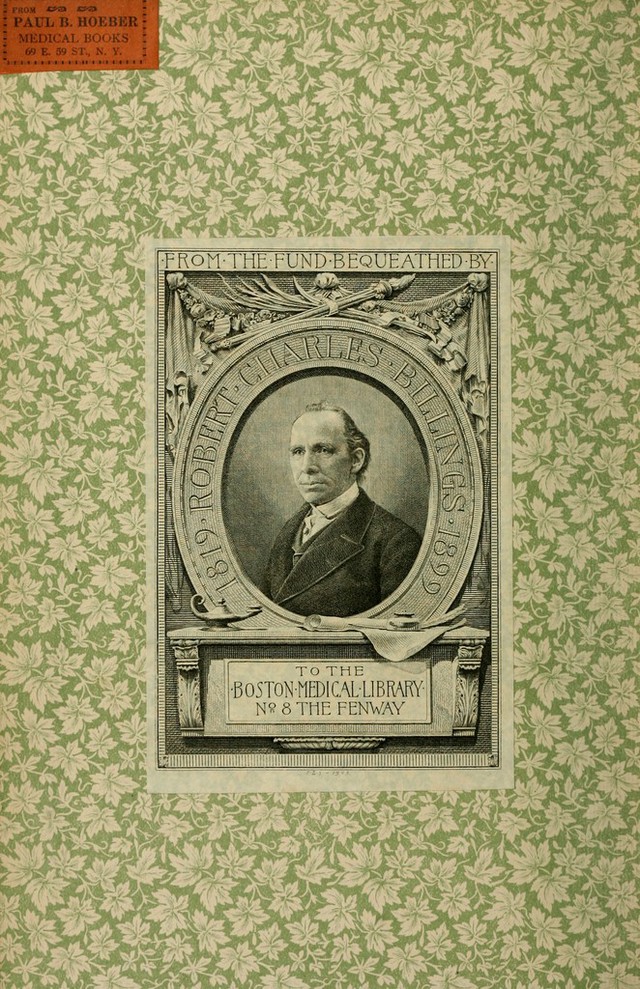 FROM
PAUL B. HOEBER
MEDICAL BOOKS
69 E. 59 ST., N. Y.
FROM·THE·FUND·BEQUEATHED·BY
1819·ROBERT·CHARLES·BILLINGS·1899
TO THE
·BOSTON·MEDICAL·LIBRARY·
Nº 8 THE FENWAY